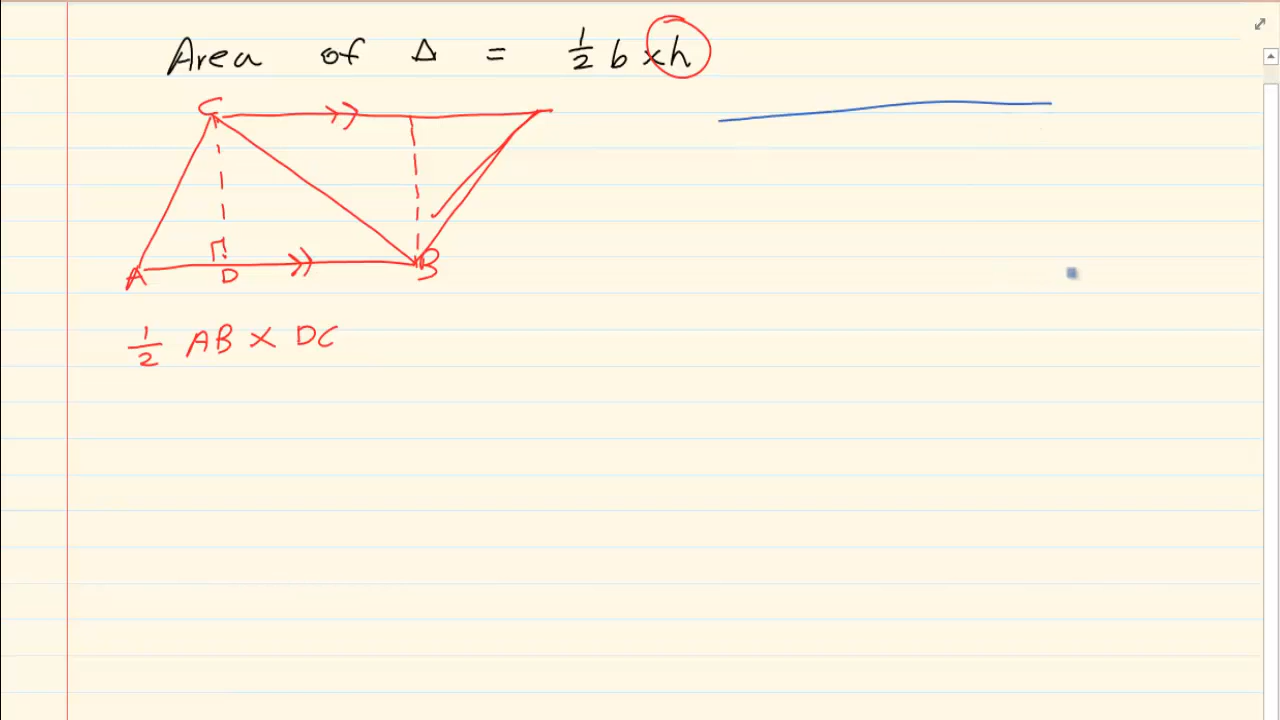 Area of Δ = 1/2 b × h
C
A D B
1/2 AB × DC